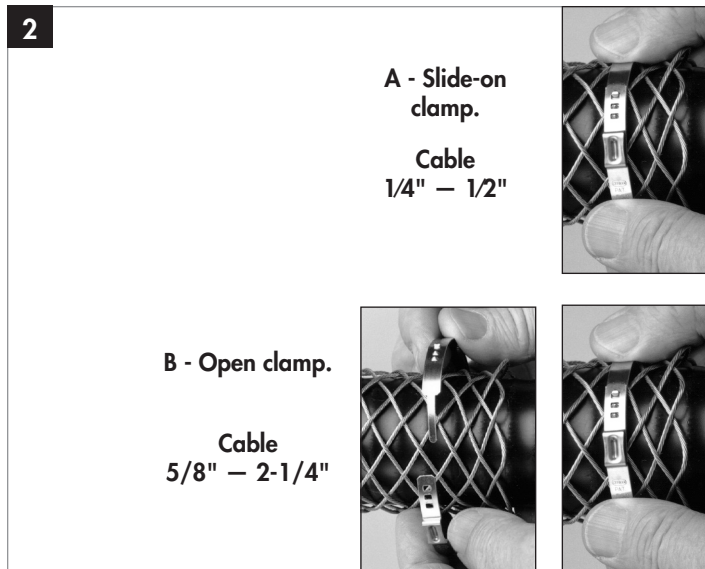 2
A - Slide-on
clamp.
Cable
1/4" — 1/2"
B - Open clamp.
Cable
5/8" — 2-1/4"